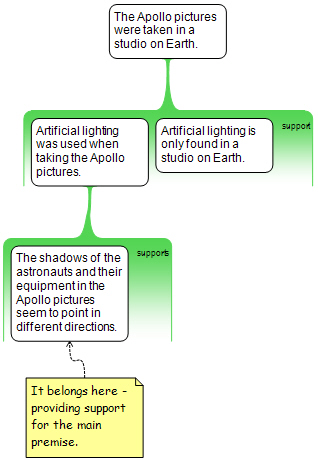 The Apollo pictures
were taken in a
studio on Earth.
Artificial lighting
was used when
taking the Apollo
pictures.
Artificial lighting is
only found in a
studio on Earth.
support
The shadows of the
astronauts and their
equipment in the
Apollo pictures
seem to point in
different directions.
supports
It belongs here -
providing support
for the main
premise.